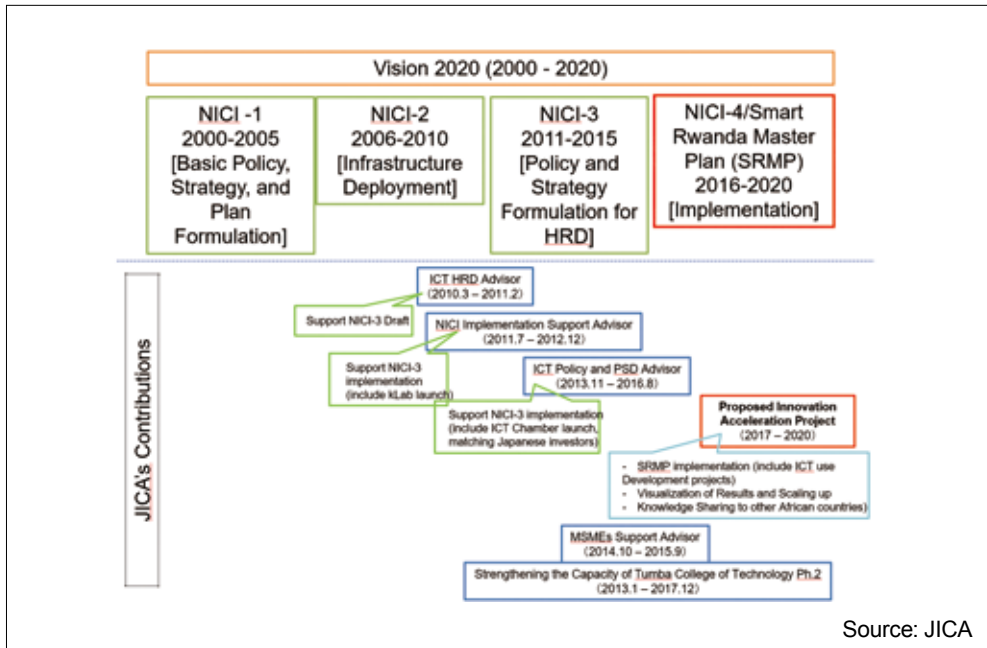 Vision 2020 (2000 - 2020)
NICI -1
2000-2005
[Basic Policy,
Strategy, and
Plan
Formulation]
NICI-2
2006-2010
[Infrastructure
Deployment]
NICI-3
2011-2015
[Policy and
Strategy
Formulation for
HRD]
NICI-4/Smart
Rwanda Master
Plan (SRMP)
2016-2020
[Implementation]
JICA's Contributions
ICT HRD Advisor
(2010.3 – 2011.2)
Support NICI-3 Draft
NICI Implementation Support Advisor
(2011.7 – 2012.12)
Support NICI-3
implementation
(include kLab launch)
ICT Policy and PSD Advisor
(2013.11 – 2016.8)
Support NICI-3 implementation
(include ICT Chamber launch,
matching Japanese investors)
Proposed Innovation
Acceleration Project
(2017 – 2020)
- SRMP implementation (include ICT use
Development projects)
- Visualization of Results and Scaling up
- Knowledge Sharing to other African countries)
MSMEs Support Advisor
(2014.10 – 2015.9)
Strengthening the Capacity of Tumba College of Technology Ph.2
(2013.1 – 2017.12)
Source: JICA